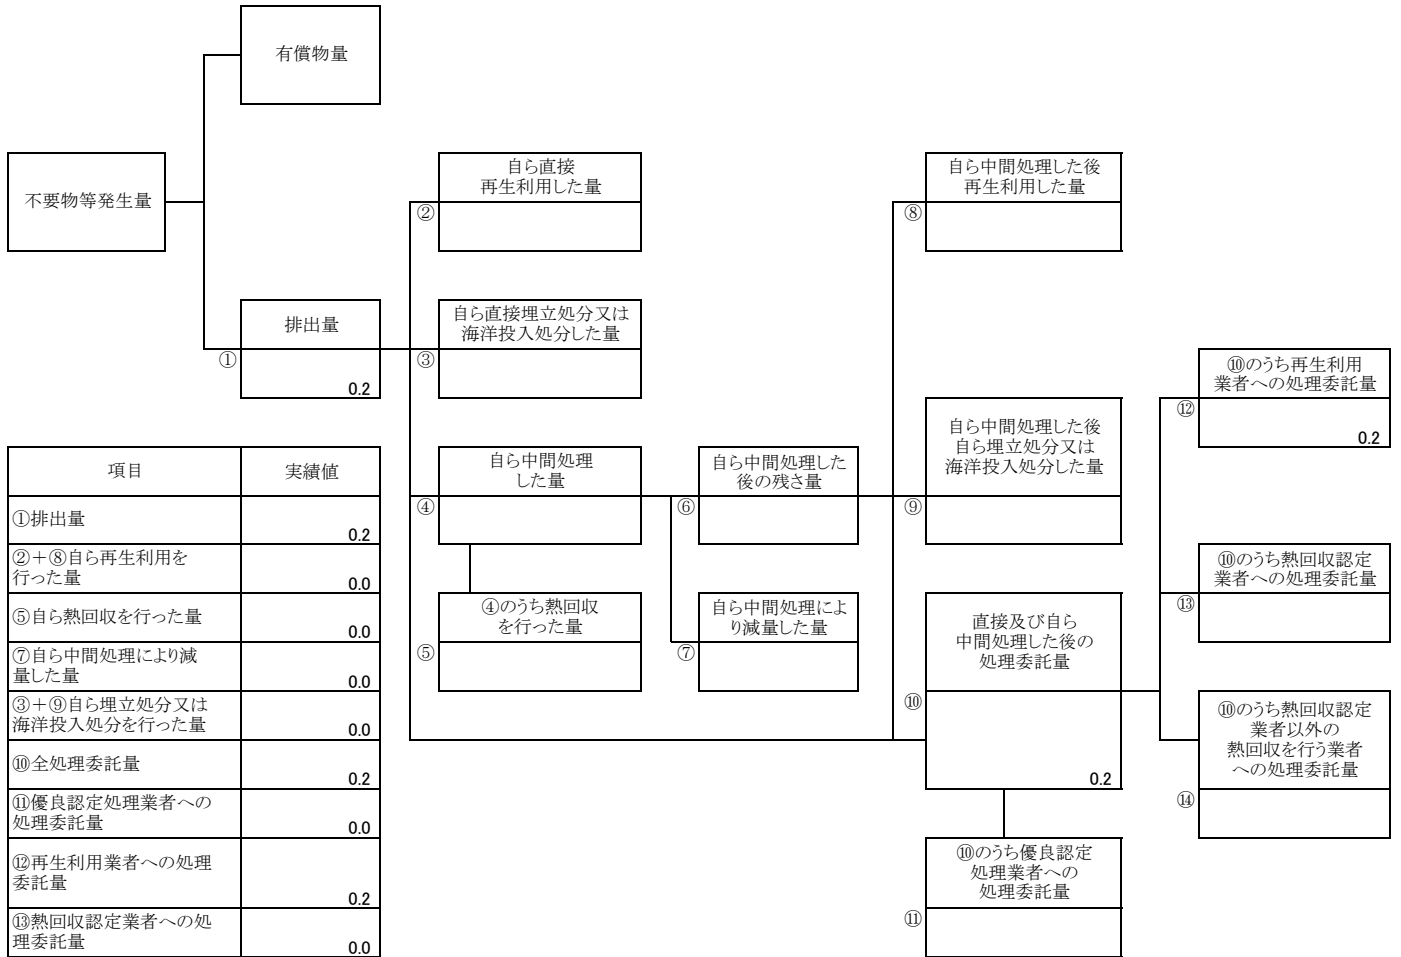 有償物量
不要物等発生量
自ら直接
再生利用した量
②
自ら中間処理した後
再生利用した量
⑧
排出量
①
0.2
自ら直接埋立処分又は
海洋投入処分した量
③
⑩のうち再生利用
業者への処理委託量
⑫
0.2
自ら中間処理
した量
④
自ら中間処理した
後の残さ量
⑥
自ら中間処理した後
自ら埋立処分又は
海洋投入処分した量
⑨
④のうち熱回収
を行った量
⑤
自ら中間処理によ
り減量した量
⑦
直接及び自ら
中間処理した後の
処理委託量
⑩
0.2
⑩のうち熱回収認定
業者への処理委託量
⑬
⑩のうち熱回収認定
業者以外の
熱回収を行う業者
への処理委託量
⑭
⑩のうち優良認定
処理業者への
処理委託量
⑪
項目 実績値
①排出量 0.2
②+⑧自ら再生利用を
行った量 0.0
⑤自ら熱回収を行った量 0.0
⑦自ら中間処理により減
量した量 0.0
③+⑨自ら埋立処分又は
海洋投入処分を行った量 0.0
⑩全処理委託量 0.2
⑪優良認定処理業者への
処理委託量 0.0
⑫再生利用業者への処理
委託量 0.2
⑬熱回収認定業者への処
理委託量 0.0